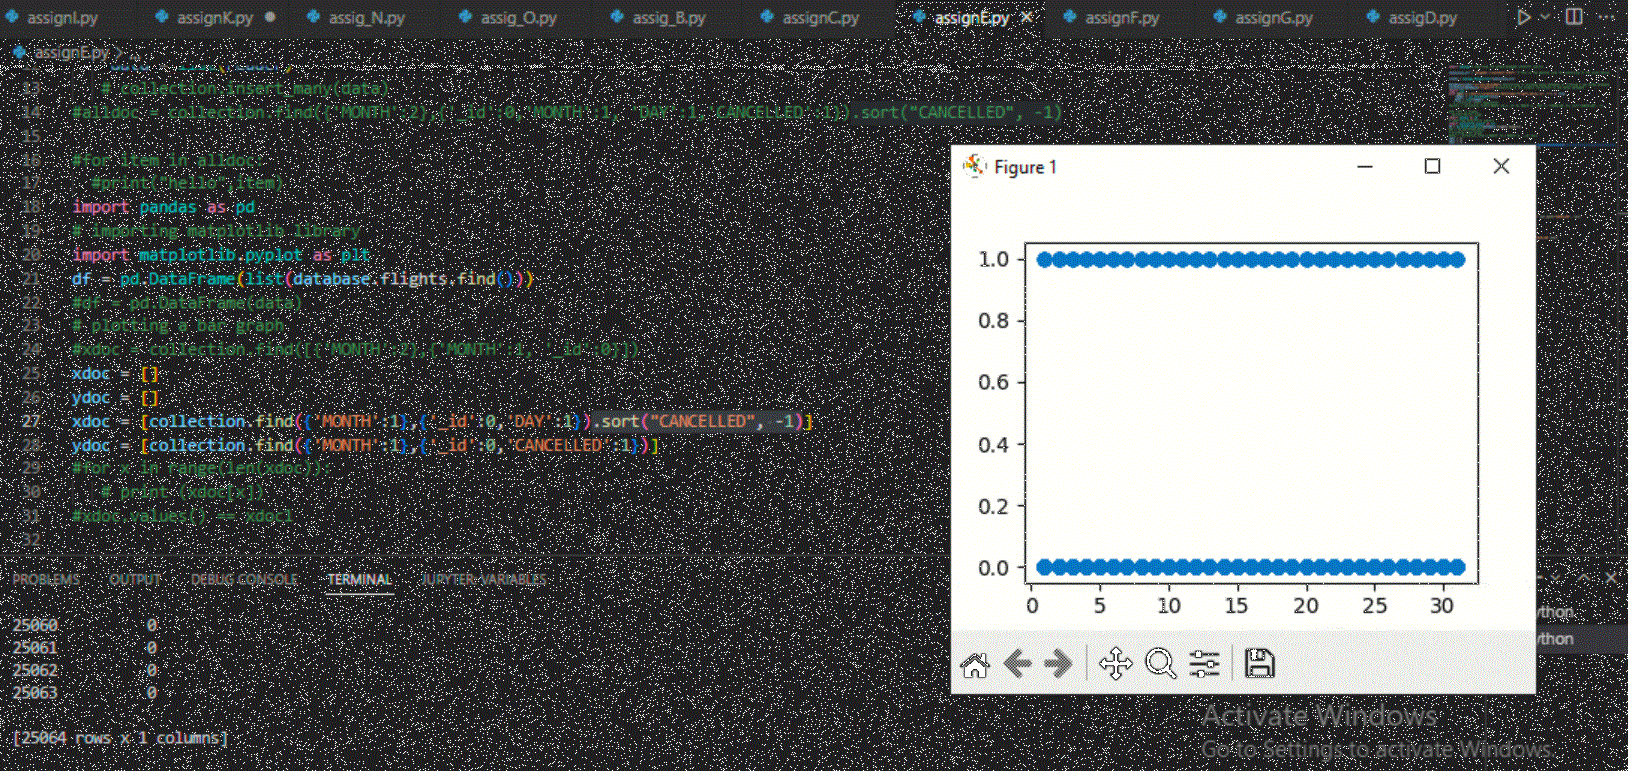 assignI.py assignK.py assig_N.py assig_O.py assig_B.py assignC.py assignE.py assignF.py assignG.py assigD.py
assignE.py
13 # collection.insert_many(data)
14 #alldoc = collection.find({'MONTH':2},{'_id':0,'MONTH':1, 'DAY':1,'CANCELLED':1}).sort("CANCELLED", -1)
15
16 #for item in alldoc:
17 #print("hello",item)
18 import pandas as pd
19 # importing matplotlib library
20 import matplotlib.pyplot as plt
21 df = pd.DataFrame(list(database.flights.find()))
22 #df = pd.DataFrame(data)
23 # plotting a bar graph
24 #xdoc = collection.find([{'MONTH':2},{'MONTH':1, '_id':0}])
25 xdoc = []
26 ydoc = []
27 xdoc = [collection.find({'MONTH':1},{'_id':0,'DAY':1}).sort("CANCELLED", -1)]
28 ydoc = [collection.find({'MONTH':1},{'_id':0,'CANCELLED':1})]
29 #for x in range(len(xdoc)):
30 # print (xdoc[x])
31 #xdoc.values() == xdoc1
32
PROBLEMS OUTPUT DEBUG CONSOLE TERMINAL JUPYTER: VARIABLES
25060 0
25061 0
25062 0
25063 0
[25064 rows x 1 columns]
Figure 1
1.0
0.8
0.6
0.4
0.2
0.0
0 5 10 15 20 25 30
ython
ython
Activate Windows
Go to Settings to activate Windows.